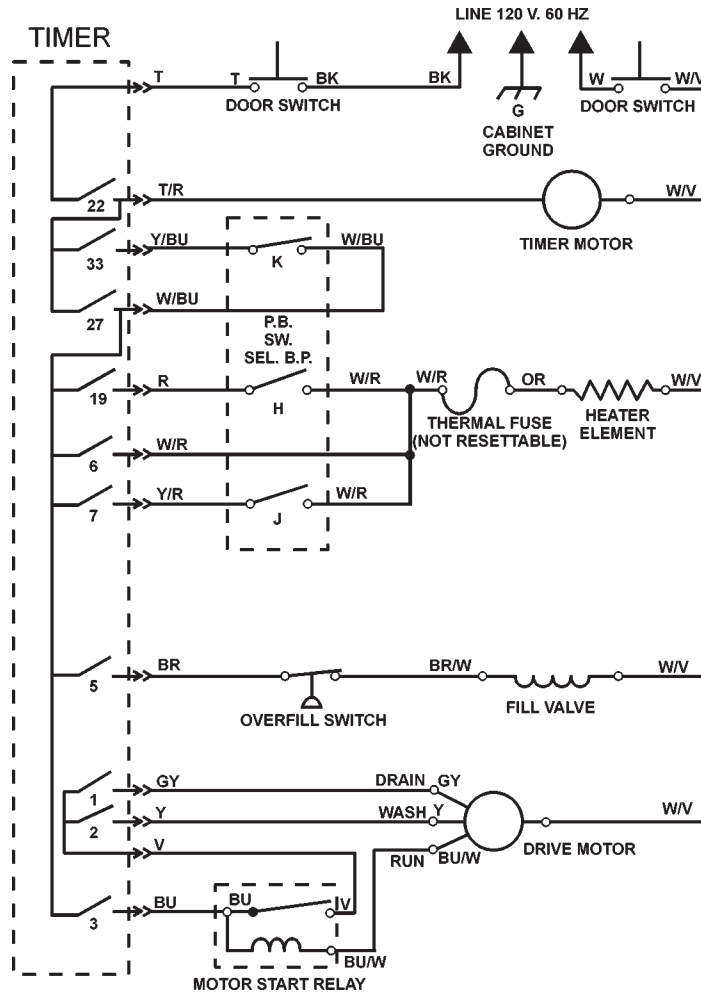 LINE 120 V. 60 HZ
TIMER
T T BK BK W W/V
DOOR SWITCH DOOR SWITCH
G
CABINET
GROUND
T/R W/V
22
TIMER MOTOR
Y/BU W/BU
K
33
W/BU
27
P.B.
SW.
SEL. B.P.
R W/R W/R OR W/V
19 H
THERMAL FUSE
(NOT RESETTABLE)
HEATER
ELEMENT
W/R
6
Y/R W/R
7 J
BR BR/W W/V
5
OVERFILL SWITCH
FILL VALVE
GY DRAIN GY
1
Y WASH Y W/V
2
V RUN BU/W DRIVE MOTOR
BU BU V
3
BU/W
MOTOR START RELAY